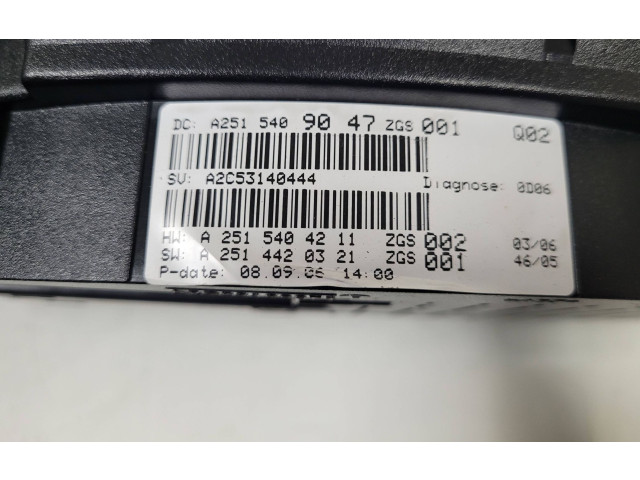 DC: A251 540 90 47 ZGS 001 Q02
SV: A2C53140444 Diagnose: 0D06
HW: A 251 540 42 11 ZGS 002 03/06
SW: A 251 442 03 21 ZGS 001 46/05
P-date: 08.09.06 14:00